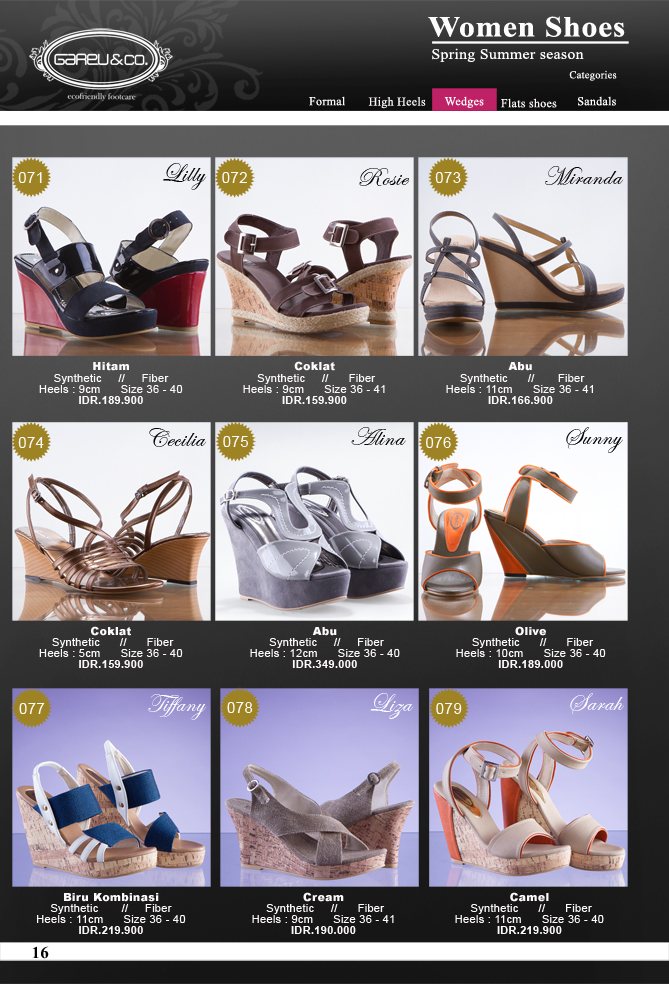 Women Shoes
Spring Summer season
GAREU&CO.
ecofriendly footcare
Categories
Formal High Heels Wedges Flats shoes Sandals
071 Lilly
072 Rosie
073 Miranda
Hitam
Synthetic // Fiber
Heels : 9cm Size 36 - 40
IDR.189.900
Coklat
Synthetic // Fiber
Heels : 9cm Size 36 - 41
IDR.159.900
Abu
Synthetic // Fiber
Heels : 11cm Size 36 - 41
IDR.166.900
074 Cecilia
075 Alina
076 Sunny
Coklat
Synthetic // Fiber
Heels : 5cm Size 36 - 40
IDR.159.900
Abu
Synthetic // Fiber
Heels : 12cm Size 36 - 40
IDR.349.000
Olive
Synthetic // Fiber
Heels : 10cm Size 36 - 40
IDR.189.000
077 Tiffany
078 Liza
079 Sarah
Biru Kombinasi
Synthetic // Fiber
Heels : 11cm Size 36 - 40
IDR.219.900
Cream
Synthetic // Fiber
Heels : 9cm Size 36 - 41
IDR.190.000
Camel
Synthetic // Fiber
Heels : 11cm Size 36 - 40
IDR.219.900
16